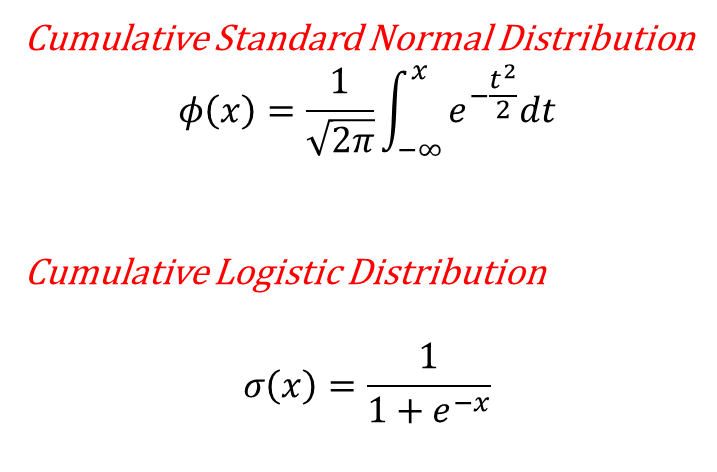 Cumulative Standard Normal Distribution
ϕ(x) = 1/√2π ∫_{−∞}^{x} e^{−t²/2} dt
Cumulative Logistic Distribution
σ(x) = 1/(1 + e^{−x})